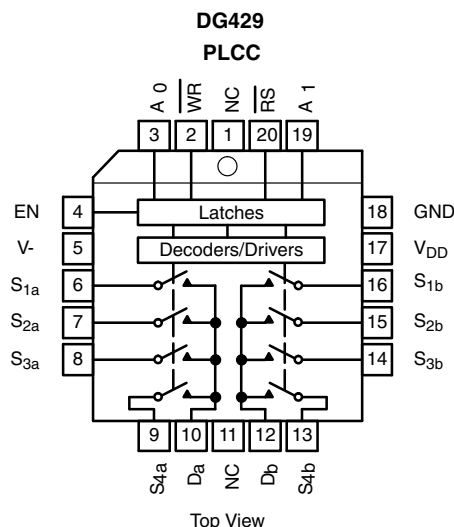 DG429
PLCC
A0 WR NC RS A1
3 2 1 20 19
EN 4 Latches 18 GND
V- 5 Decoders/Drivers 17 VDD
S1a 6 16 S1b
S2a 7 15 S2b
S3a 8 14 S3b
9 10 11 12 13
S4a Da NC Db S4b
Top View